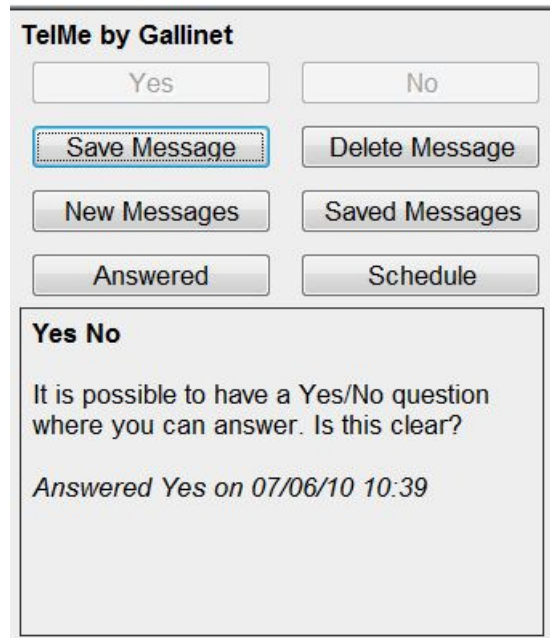 TelMe by Gallinet
Yes No
Save Message Delete Message
New Messages Saved Messages
Answered Schedule
Yes No
It is possible to have a Yes/No question
where you can answer. Is this clear?
Answered Yes on 07/06/10 10:39